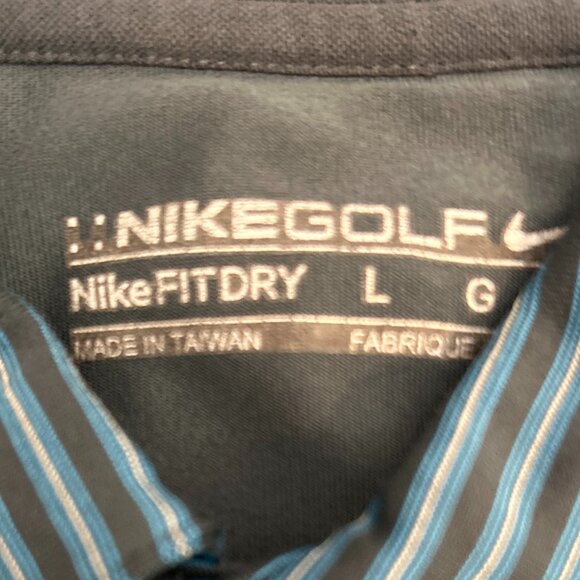 NIKEGOLF
NikeFITDRY L G
MADE IN TAIWAN FABRIQUE